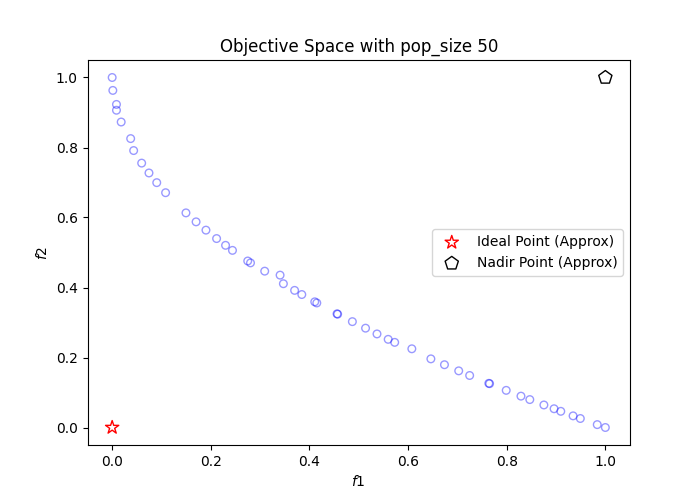 Objective Space with pop_size 50
1.0
0.8
0.6
0.4
0.2
0.0
f2
Ideal Point (Approx)
Nadir Point (Approx)
0.0 0.2 0.4 0.6 0.8 1.0
f1